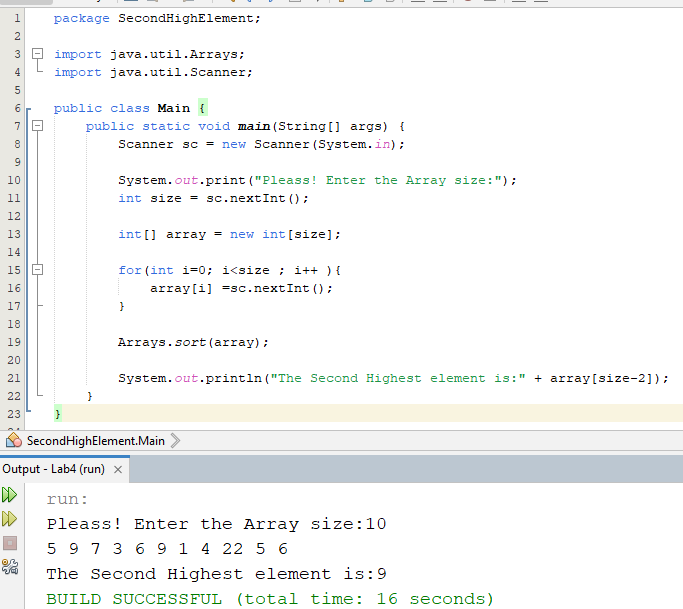 1 package SecondHighElement;
2
3 import java.util.Arrays;
4 import java.util.Scanner;
5
6 public class Main {
7 public static void main(String[] args) {
8 Scanner sc = new Scanner(System.in);
9
10 System.out.print("Pleass! Enter the Array size:");
11 int size = sc.nextInt();
12
13 int[] array = new int[size];
14
15 for(int i=0; i<size ; i++ ){
16 array[i] =sc.nextInt();
17 }
18
19 Arrays.sort(array);
20
21 System.out.println("The Second Highest element is:" + array[size-2]);
22 }
23 }
SecondHighElement.Main
Output - Lab4 (run) ×
run:
Pleass! Enter the Array size:10
5 9 7 3 6 9 1 4 22 5 6
The Second Highest element is:9
BUILD SUCCESSFUL (total time: 16 seconds)